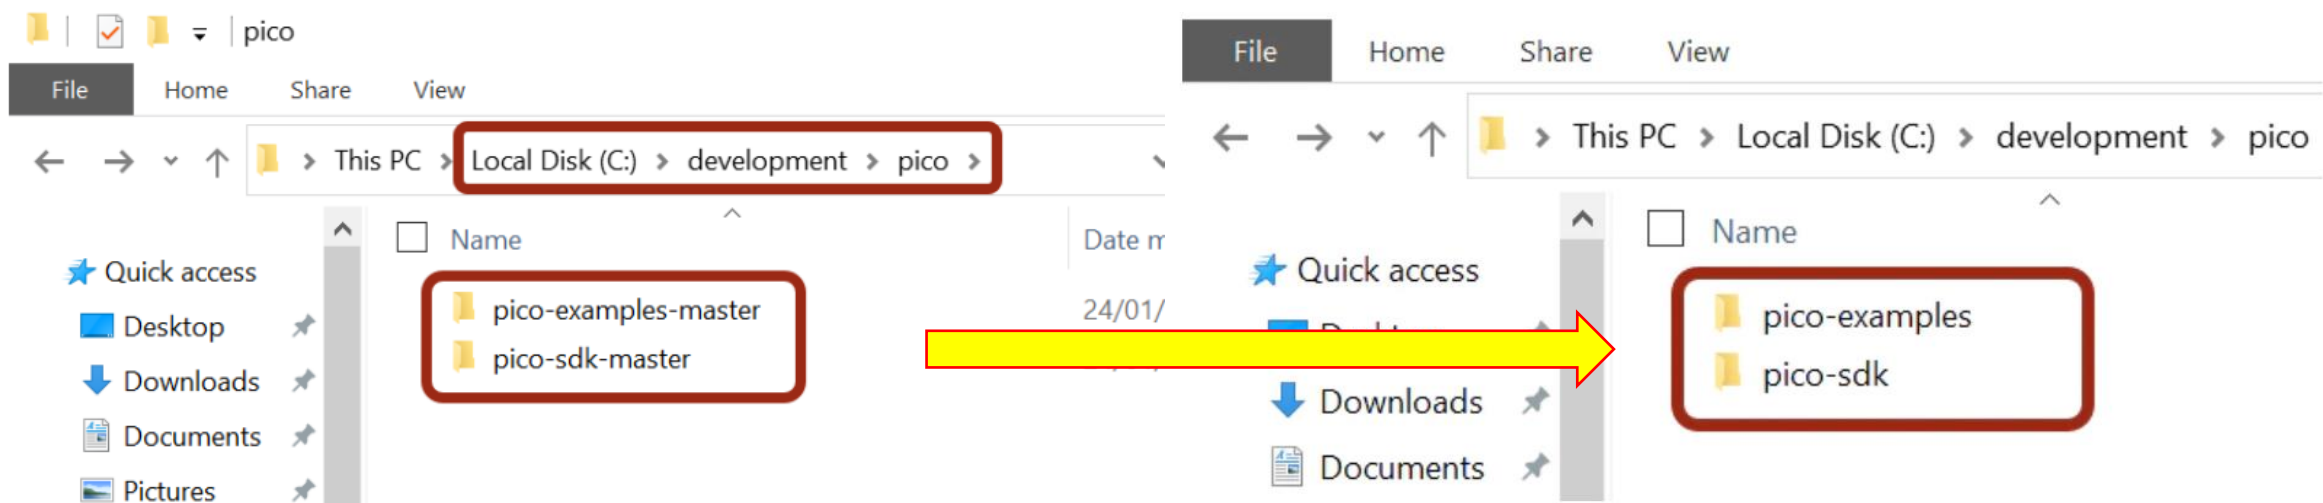 pico
File Home Share View
This PC > Local Disk (C:) > development > pico >
Name
Date m
Quick access
pico-examples-master
24/01/
Desktop
pico-sdk-master
Downloads
Documents
Pictures
File Home Share View
> This PC > Local Disk (C:) > development > pico
Name
Quick access
pico-examples
pico-sdk
Downloads
Documents